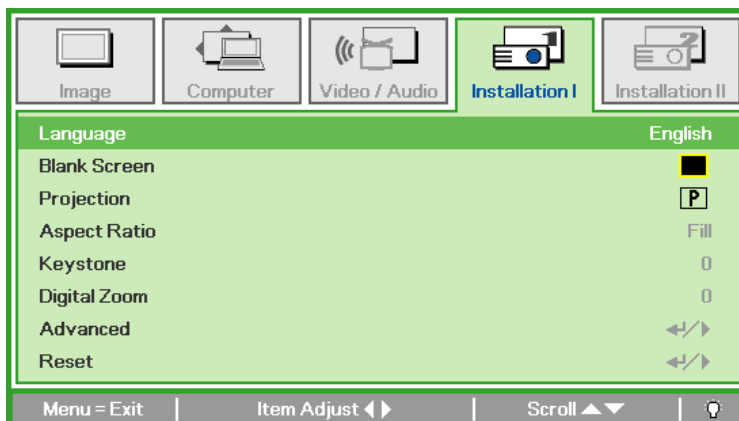 Image Computer Video / Audio Installation I Installation II
Language English
Blank Screen
Projection P
Aspect Ratio Fill
Keystone 0
Digital Zoom 0
Advanced
Reset
Menu = Exit Item Adjust Scroll